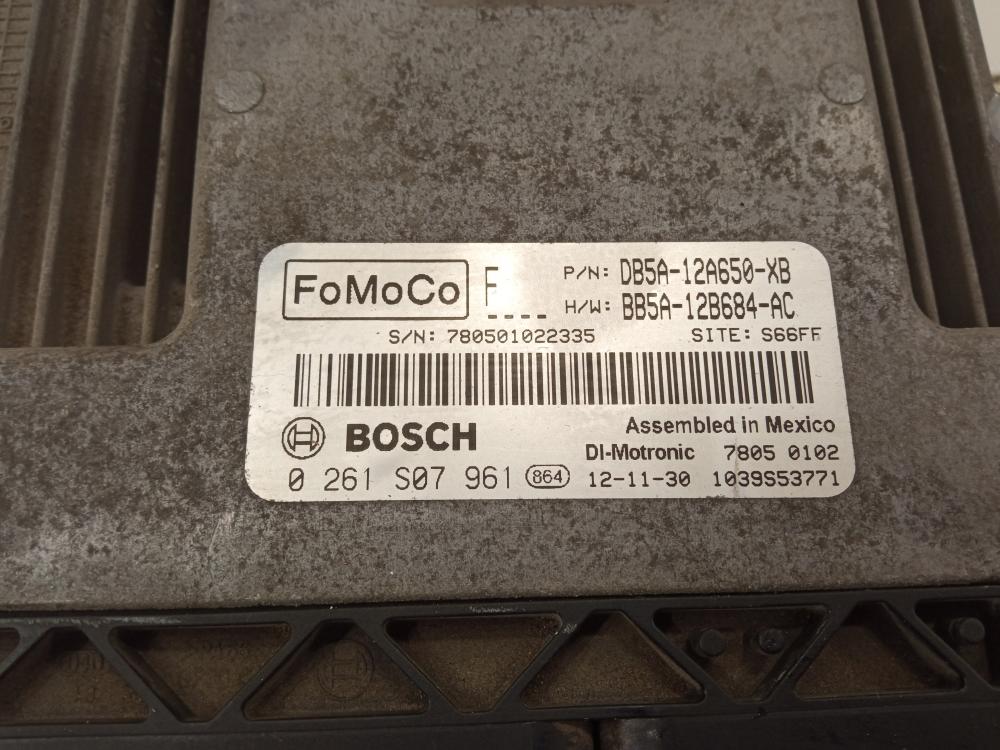 FoMoCo F____ P/N: DB5A-12A650-XB
H/W: BB5A-12B684-AC
S/N: 780501022335 SITE: S66FF
BOSCH Assembled in Mexico
DI-Motronic 7805 0102
0 261 S07 961 864 12-11-30 1039S53771